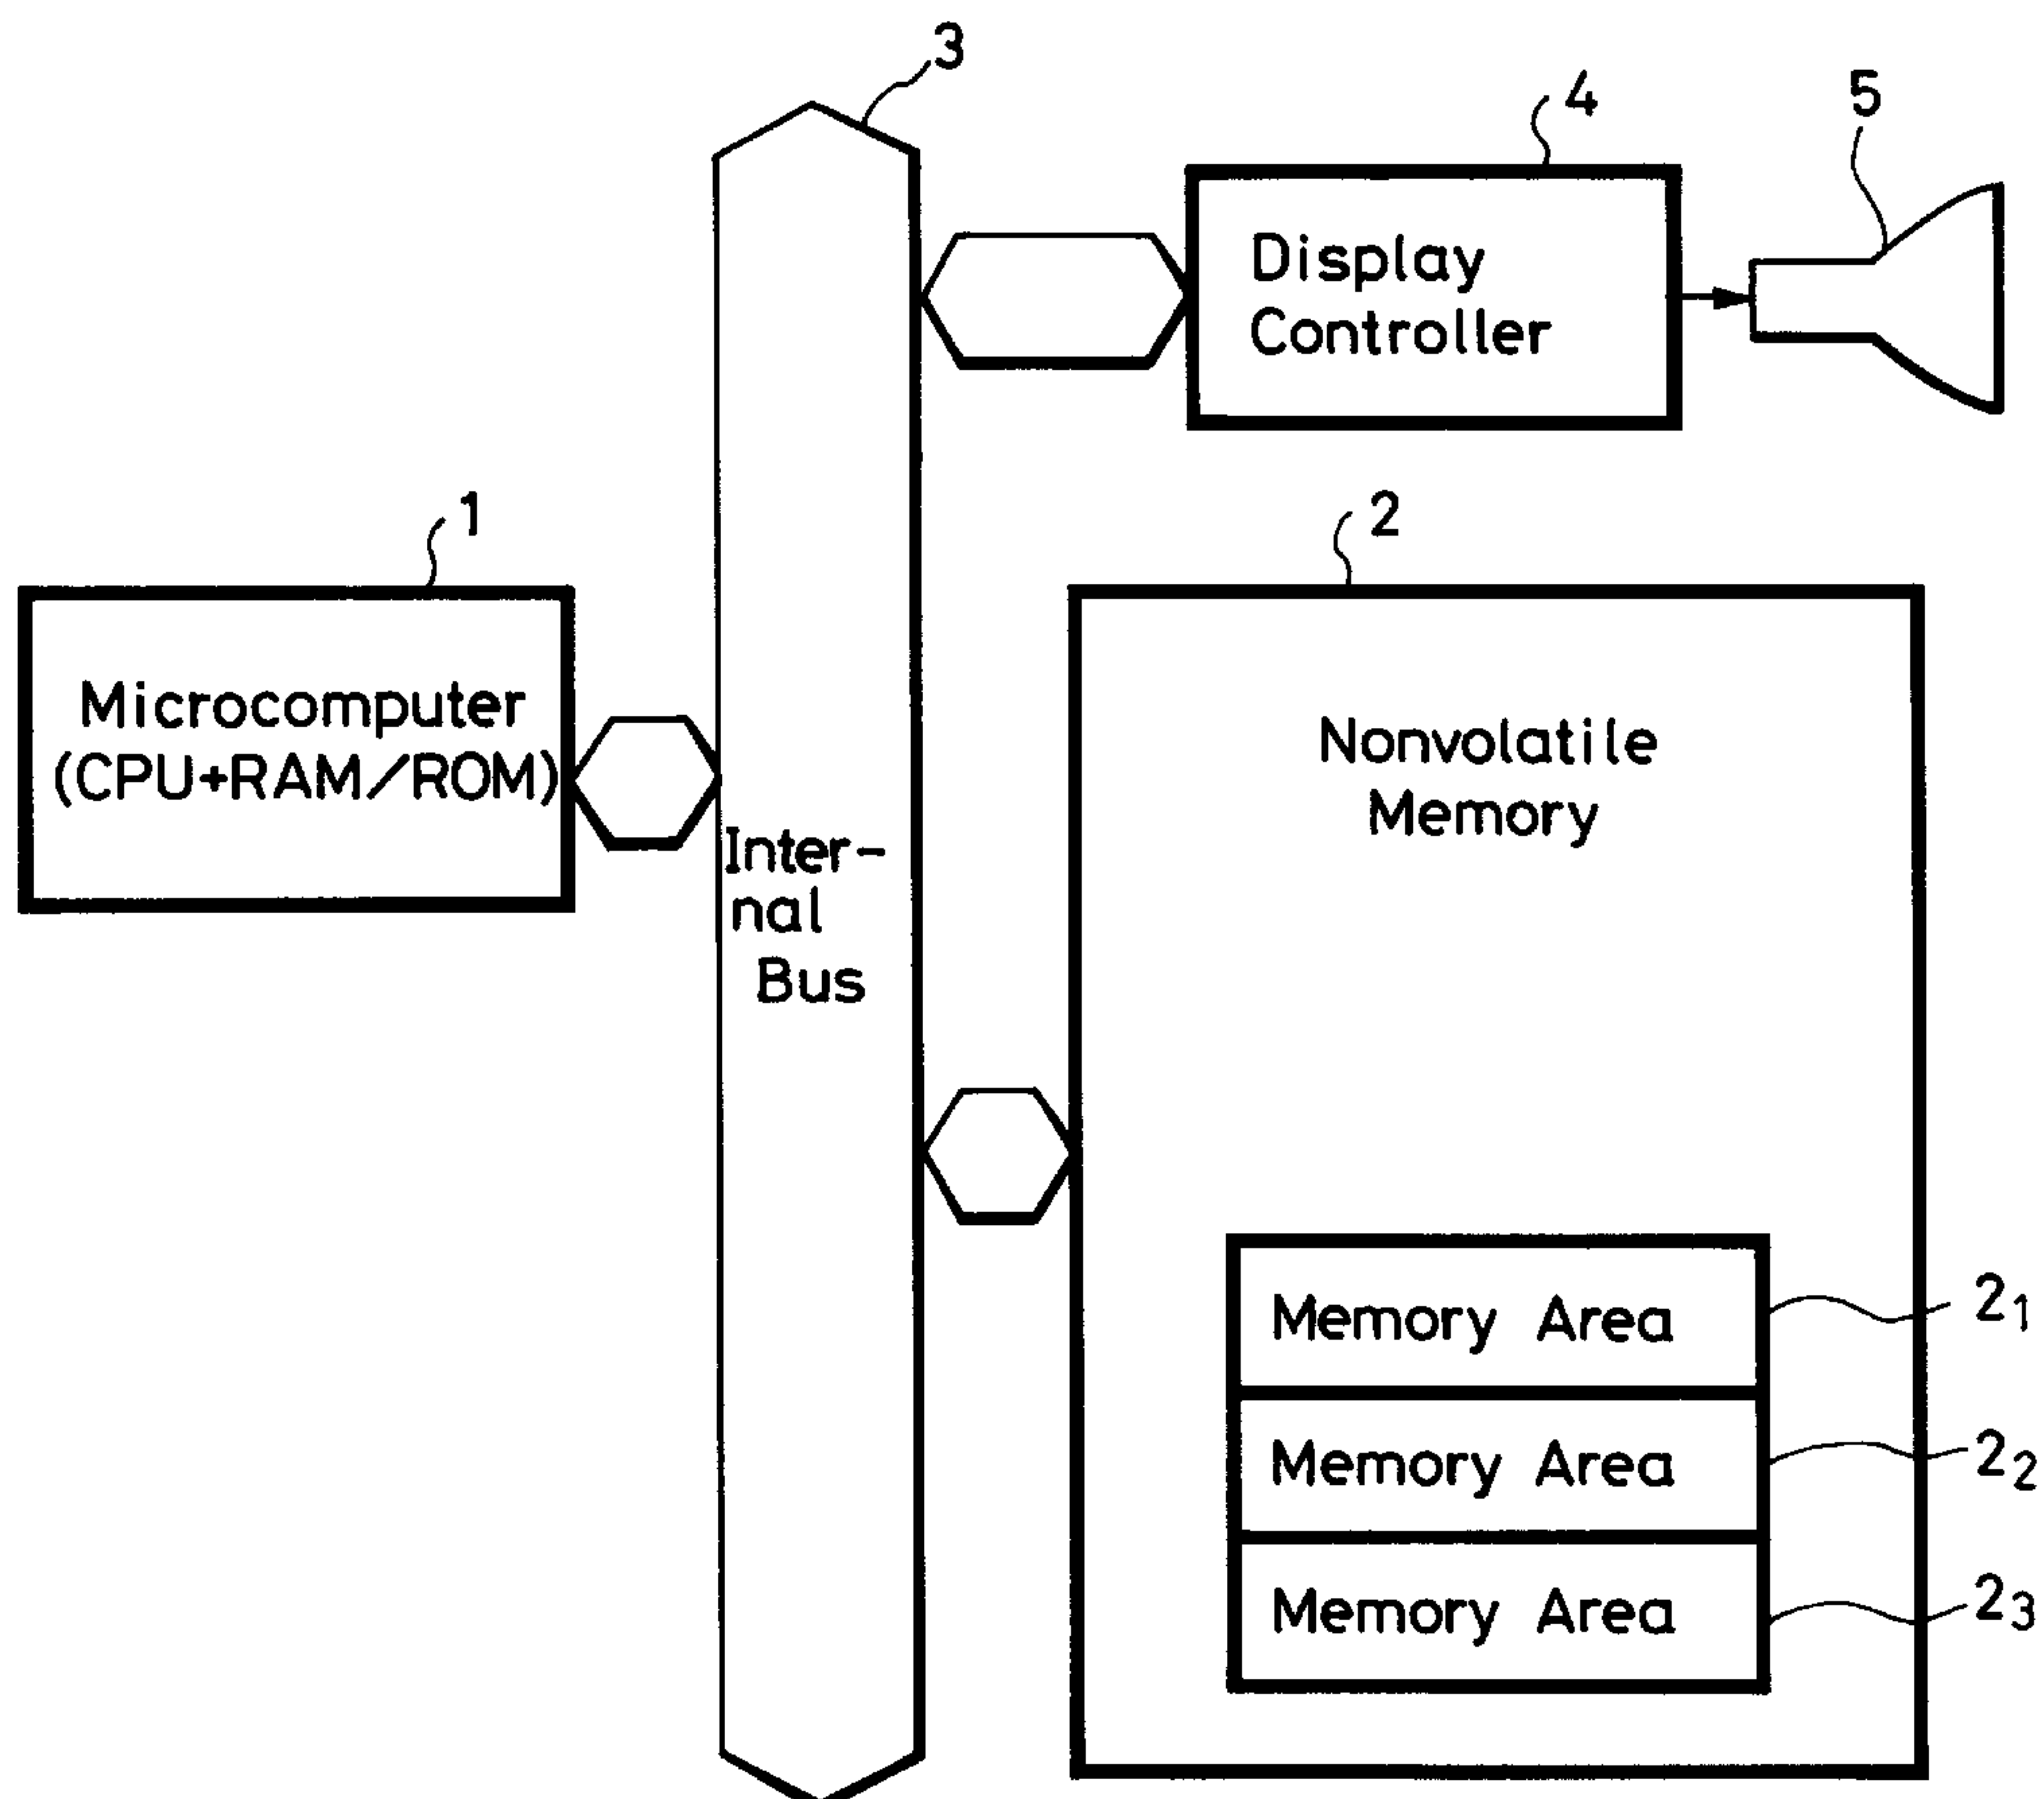 3
4
5
Display
Controller
1
2
Microcomputer
(CPU+RAM/ROM)
Nonvolatile
Memory
Inter-
nal
Bus
Memory Area
2₁
Memory Area
2₂
Memory Area
2₃